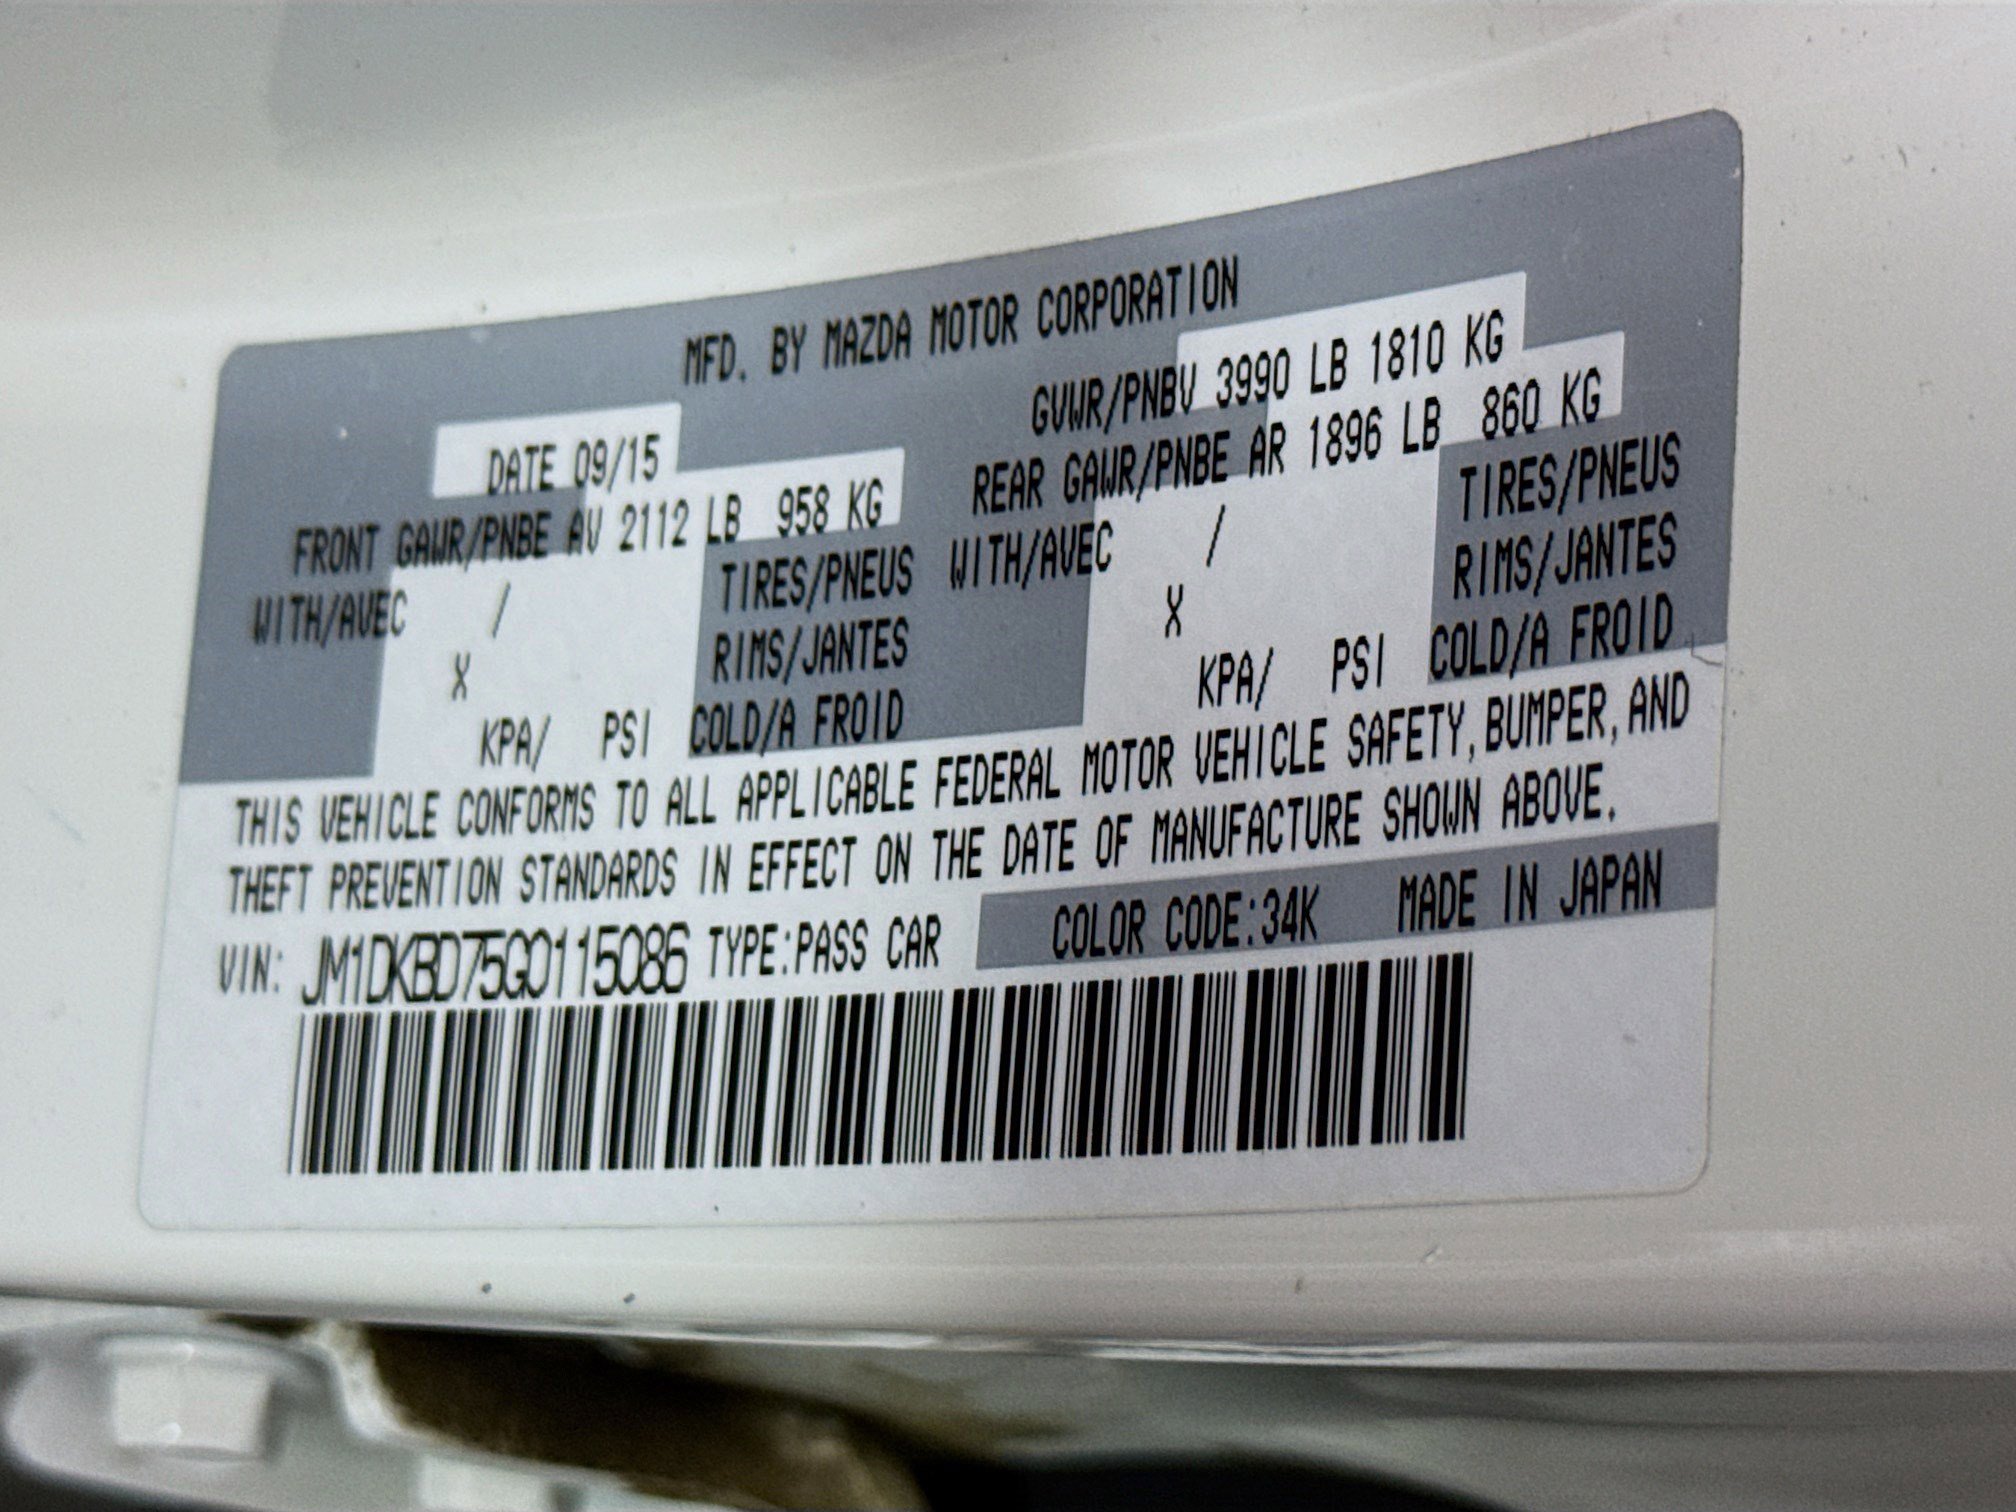 MFD. BY MAZDA MOTOR CORPORATION
DATE 09/15 GVWR/PNBV 3990 LB 1810 KG
FRONT GAWR/PNBE AV 2112 LB 958 KG REAR GAWR/PNBE AR 1896 LB 860 KG
WITH/AVEC / TIRES/PNEUS WITH/AVEC / TIRES/PNEUS
X RIMS/JANTES X RIMS/JANTES
KPA/ PSI COLD/A FROID KPA/ PSI COLD/A FROID
THIS VEHICLE CONFORMS TO ALL APPLICABLE FEDERAL MOTOR VEHICLE SAFETY, BUMPER, AND
THEFT PREVENTION STANDARDS IN EFFECT ON THE DATE OF MANUFACTURE SHOWN ABOVE.
VIN: JM1DKBD75G0115086 TYPE:PASS CAR COLOR CODE:34K MADE IN JAPAN